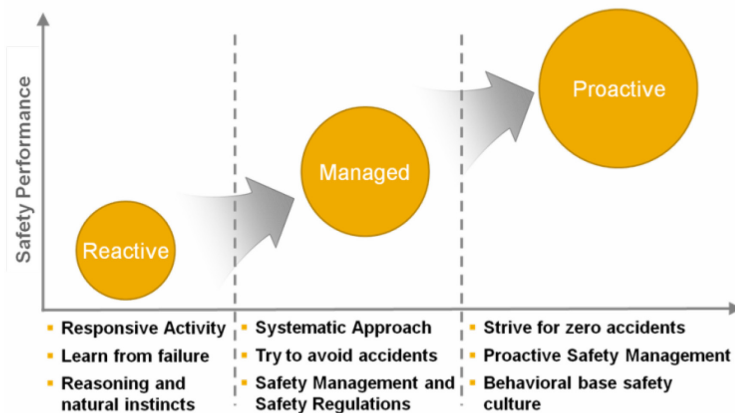 Safety Performance
Proactive
Managed
Reactive
Responsive Activity
Learn from failure
Reasoning and
natural instincts
Systematic Approach
Try to avoid accidents
Safety Management and
Safety Regulations
Strive for zero accidents
Proactive Safety Management
Behavioral base safety
culture